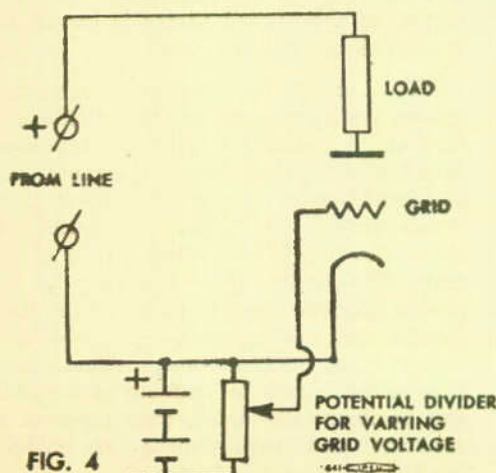 LOAD
+
FROM LINE
GRID
+
POTENTIAL DIVIDER
FOR VARYING
GRID VOLTAGE
FIG. 4